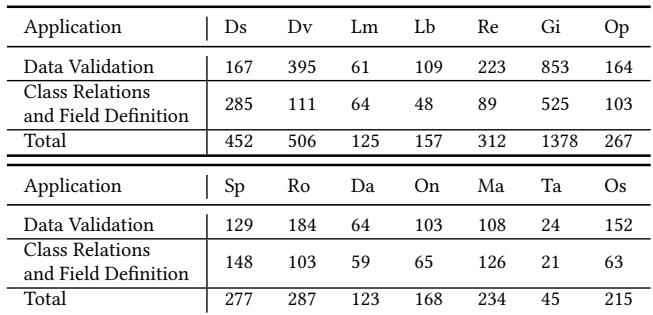 Application Ds Dv Lm Lb Re Gi Op
Data Validation 167 395 61 109 223 853 164
Class Relations
and Field Definition 285 111 64 48 89 525 103
Total 452 506 125 157 312 1378 267
Application Sp Ro Da On Ma Ta Os
Data Validation 129 184 64 103 108 24 152
Class Relations
and Field Definition 148 103 59 65 126 21 63
Total 277 287 123 168 234 45 215